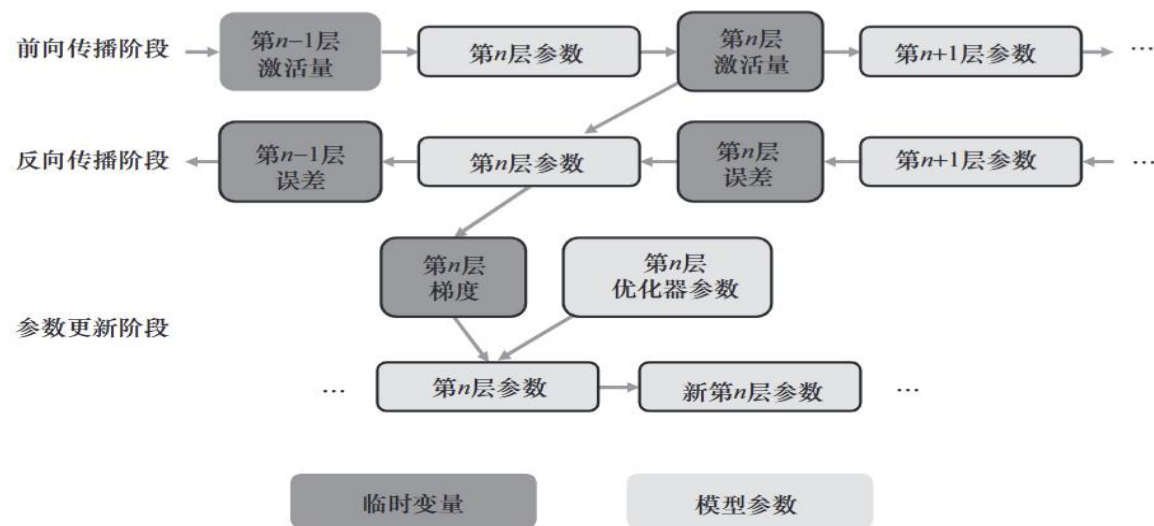 前向传播阶段
第n−1层
激活量
第n层参数
第n层
激活量
第n+1层参数
…
反向传播阶段
第n−1层
误差
第n层参数
第n层
误差
第n+1层参数
…
第n层
梯度
第n层
优化器参数
参数更新阶段
…
第n层参数
新第n层参数
…
临时变量
模型参数